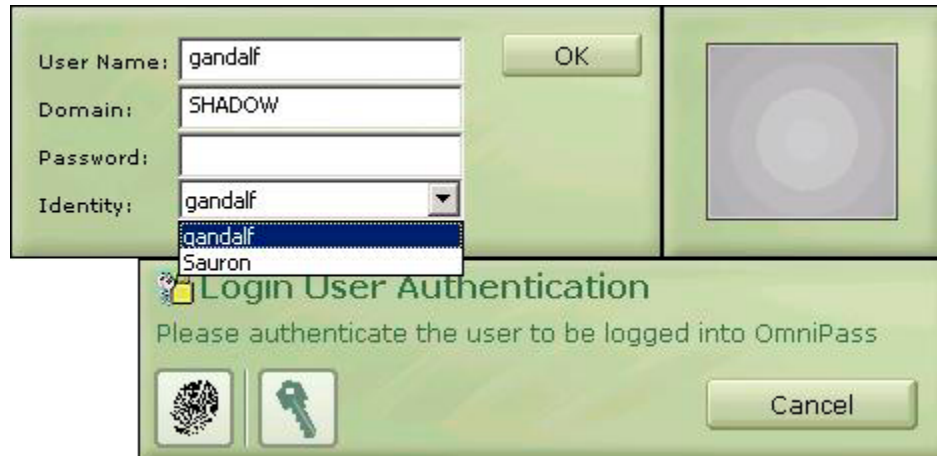 User Name: gandalf OK
Domain: SHADOW
Password:
Identity: gandalf
gandalf
Sauron
Login User Authentication
Please authenticate the user to be logged into OmniPass
Cancel